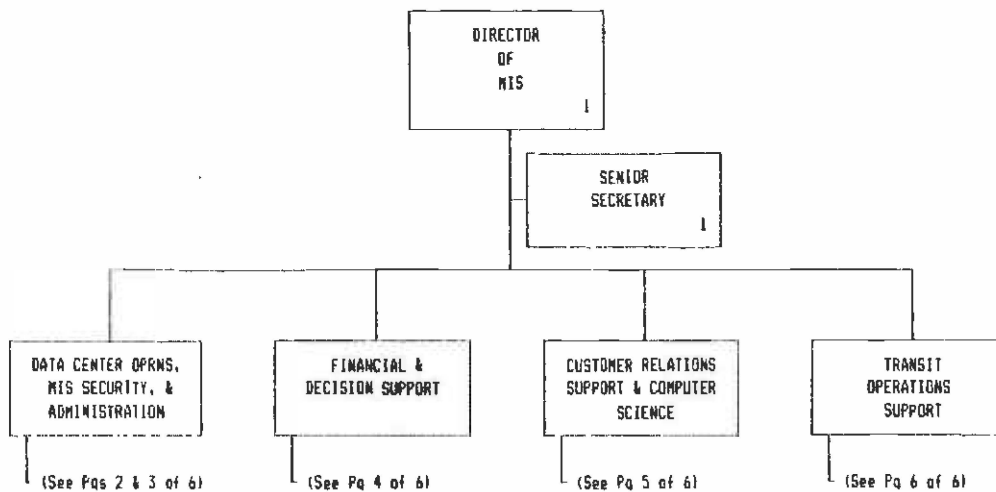 DIRECTOR
OF
MIS
1
SENIOR
SECRETARY
1
DATA CENTER OPRNS,
MIS SECURITY, &
ADMINISTRATION
FINANCIAL &
DECISION SUPPORT
CUSTOMER RELATIONS
SUPPORT & COMPUTER
SCIENCE
TRANSIT
OPERATIONS
SUPPORT
(See Pgs 2 & 3 of 6)
(See Pg 4 of 6)
(See Pg 5 of 6)
(See Pg 6 of 6)